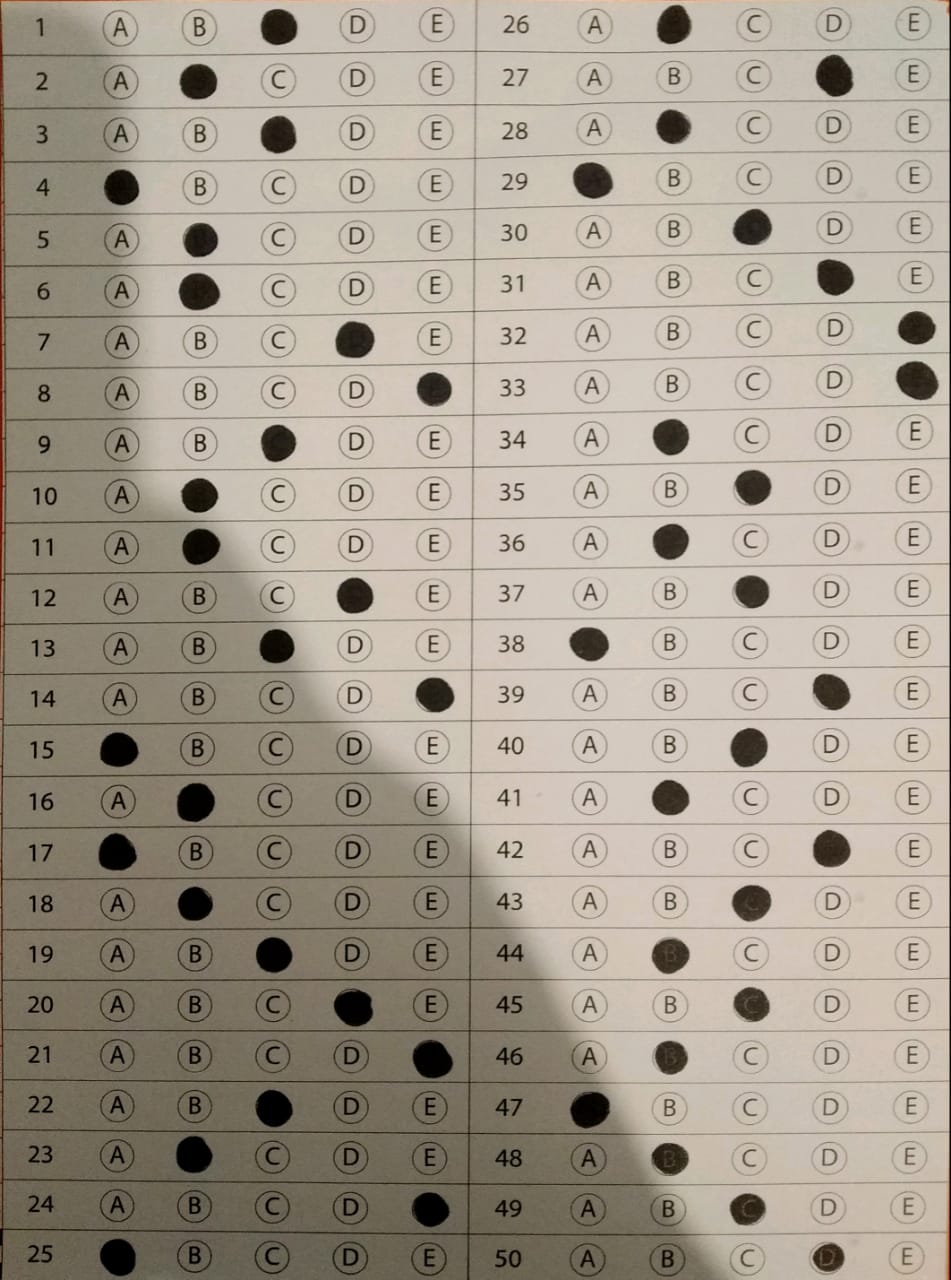 1 A B D E
2 A C D E
3 A B D E
4 B C D E
5 A C D E
6 A C D E
7 A B C E
8 A B C D
9 A B D E
10 A C D E
11 A C D E
12 A B C E
13 A B D E
14 A B C D
15 B C D E
16 A C D E
17 B C D E
18 A C D E
19 A B D E
20 A B C E
21 A B C D
22 A B D E
23 A C D E
24 A B C D
25 B C D E
26 A C D E
27 A B C E
28 A C D E
29 B C D E
30 A B D E
31 A B C E
32 A B C D
33 A B C D
34 A C D E
35 A B D E
36 A C D E
37 A B D E
38 B C D E
39 A B C E
40 A B D E
41 A C D E
42 A B C E
43 A B C D E
44 A B C D E
45 A B C D E
46 A B C D E
47 B C D E
48 A B C D E
49 A B C D E
50 A B C D E